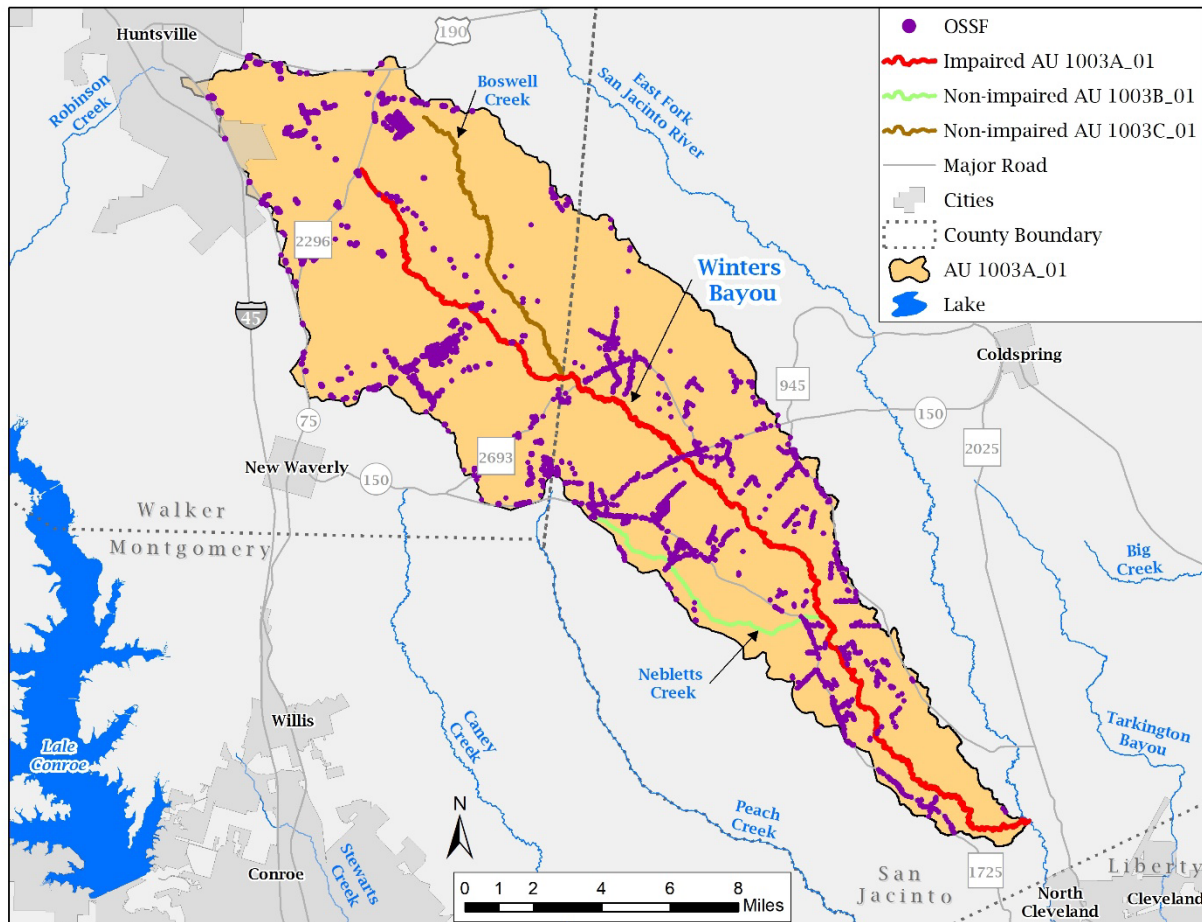 Huntsville
190
Robinson
Creek
Boswell
Creek
East Fork
San Jacinto River
OSSF
Impaired AU 1003A_01
Non-impaired AU 1003B_01
Non-impaired AU 1003C_01
Major Road
Cities
County Boundary
AU 1003A_01
Lake
2296
Winters
Bayou
45
Coldspring
945
150
75
2025
New Waverly
2693
150
Walker
Montgomery
Big
Creek
Nebletts
Creek
Willis
Caney
Creek
Tarkington
Bayou
Lale
Conroe
Peach
Creek
N
Stewarts
Creek
Conroe
San
Jacinto
1725
Liberty
North
Cleveland
Cleveland
0 1 2 4 6 8
Miles